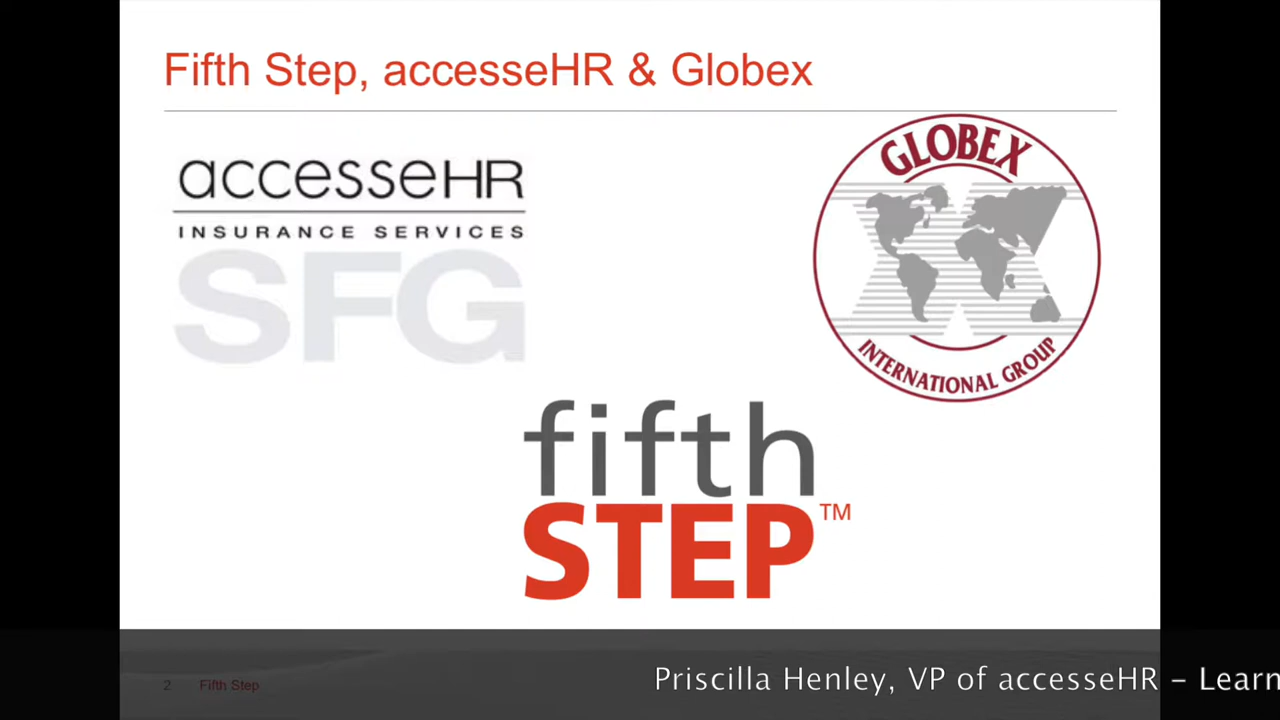 Fifth Step, accesseHR & Globex
accesseHR
INSURANCE SERVICES
SFG
GLOBEX
INTERNATIONAL GROUP
fifth
STEP™
2 Fifth Step
Priscilla Henley, VP of accesseHR – Learn